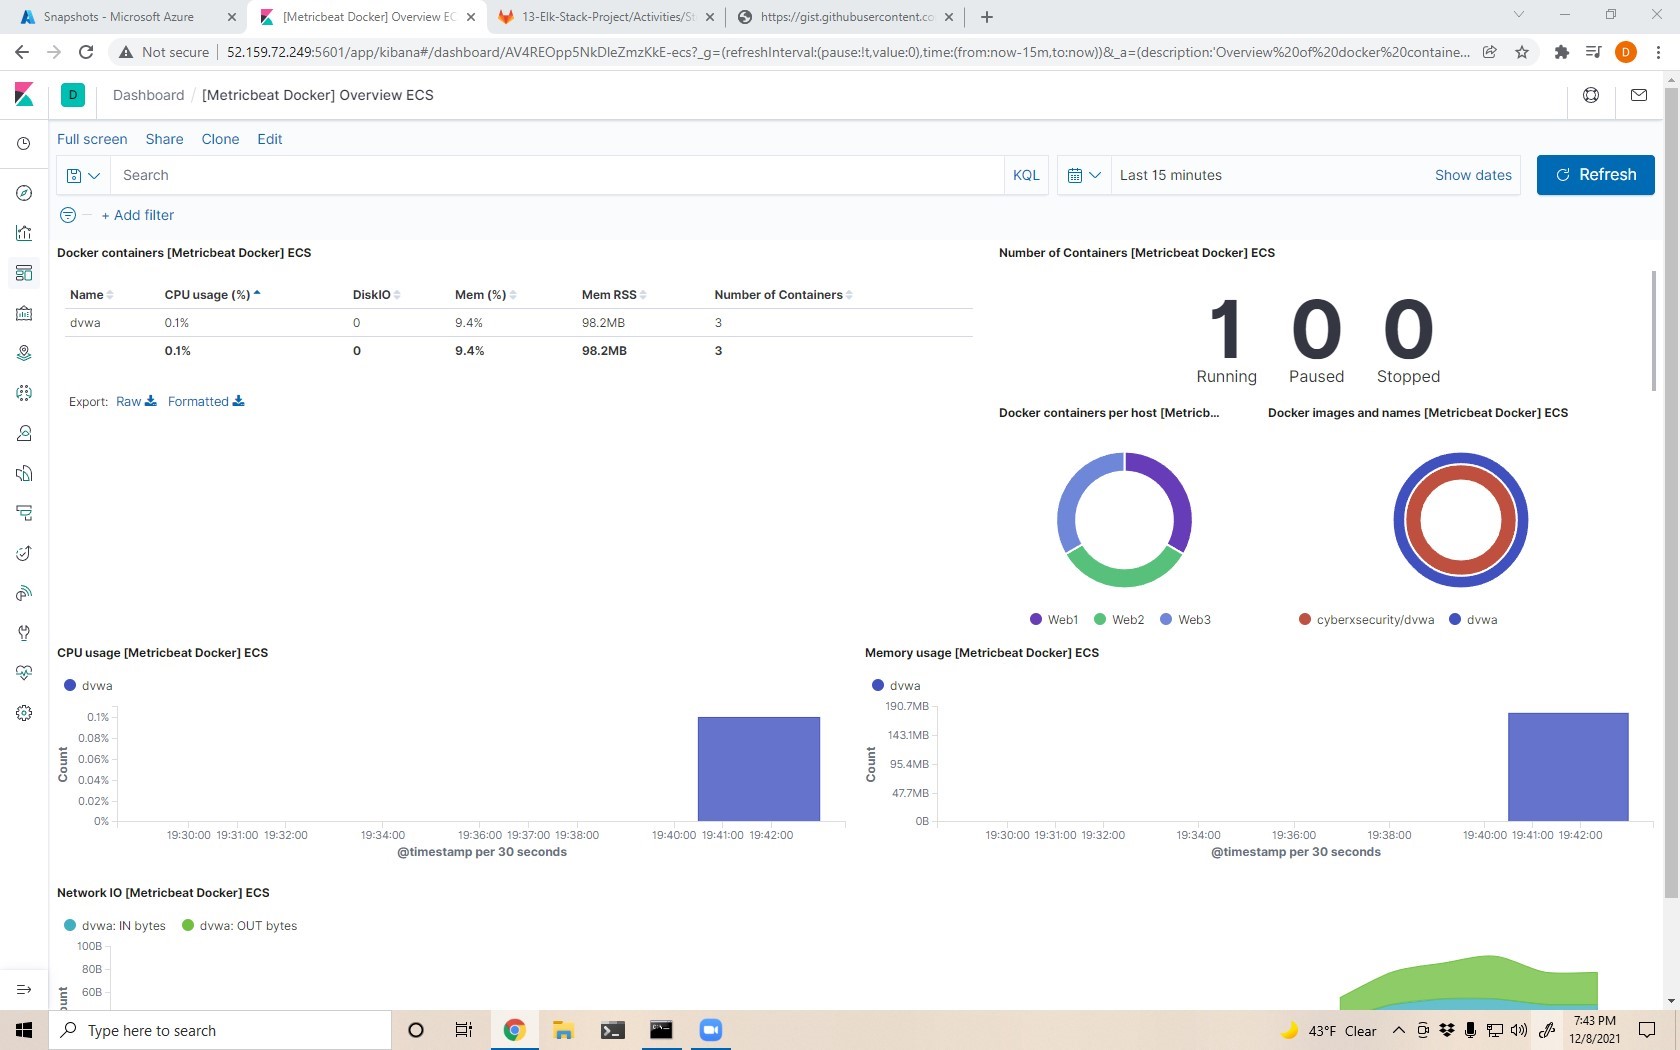 Snapshots - Microsoft Azure
[Metricbeat Docker] Overview EC
13-Elk-Stack-Project/Activities/St
https://gist.githubusercontent.co
Not secure
52.159.72.249:5601/app/kibana#/dashboard/AV4REOpp5NkDleZmzKkE-ecs?_g=(refreshInterval:(pause:!t,value:0),time:(from:now-15m,to:now))&_a=(description:'Overview%20of%20docker%20containe...
D
D
Dashboard / [Metricbeat Docker] Overview ECS
Full screen Share Clone Edit
Search
KQL
Last 15 minutes
Show dates
Refresh
+ Add filter
Docker containers [Metricbeat Docker] ECS
Name CPU usage (%) DiskIO Mem (%) Mem RSS Number of Containers
dvwa 0.1% 0 9.4% 98.2MB 3
0.1% 0 9.4% 98.2MB 3
Export: Raw Formatted
Number of Containers [Metricbeat Docker] ECS
1 0 0
Running Paused Stopped
Docker containers per host [Metricb...
Web1 Web2 Web3
Docker images and names [Metricbeat Docker] ECS
cyberxsecurity/dvwa dvwa
CPU usage [Metricbeat Docker] ECS
dvwa
Count
0.1%
0.08%
0.06%
0.04%
0.02%
0%
19:30:00 19:31:00 19:32:00 19:34:00 19:36:00 19:37:00 19:38:00 19:40:00 19:41:00 19:42:00
@timestamp per 30 seconds
Memory usage [Metricbeat Docker] ECS
dvwa
Count
190.7MB
143.1MB
95.4MB
47.7MB
0B
19:30:00 19:31:00 19:32:00 19:34:00 19:36:00 19:38:00 19:40:00 19:41:00 19:42:00
@timestamp per 30 seconds
Network IO [Metricbeat Docker] ECS
dvwa: IN bytes dvwa: OUT bytes
100B
80B
60B
Type here to search
43°F Clear
7:43 PM
12/8/2021